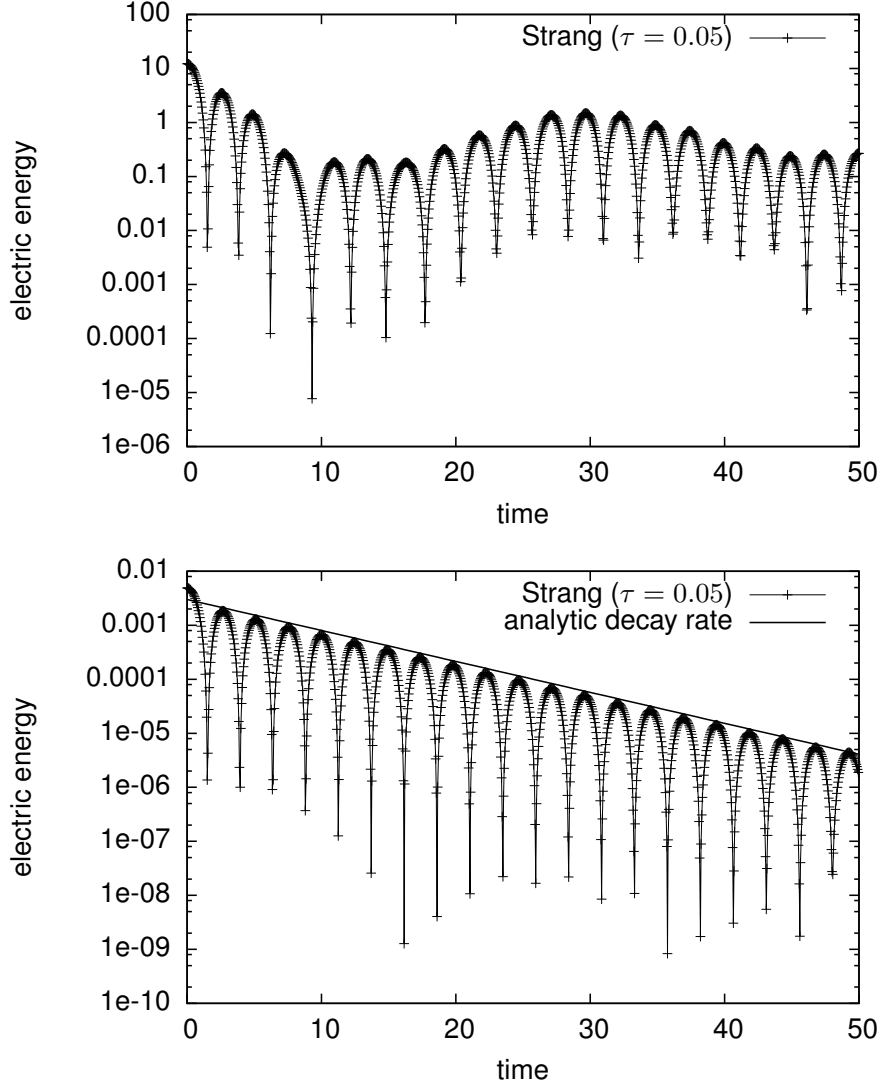 100
10
1
0.1
0.01
0.001
0.0001
1e-05
1e-06
electric energy
Strang (τ = 0.05)
0 10 20 30 40 50
time
0.01
0.001
0.0001
1e-05
1e-06
1e-07
1e-08
1e-09
1e-10
electric energy
Strang (τ = 0.05)
analytic decay rate
0 10 20 30 40 50
time